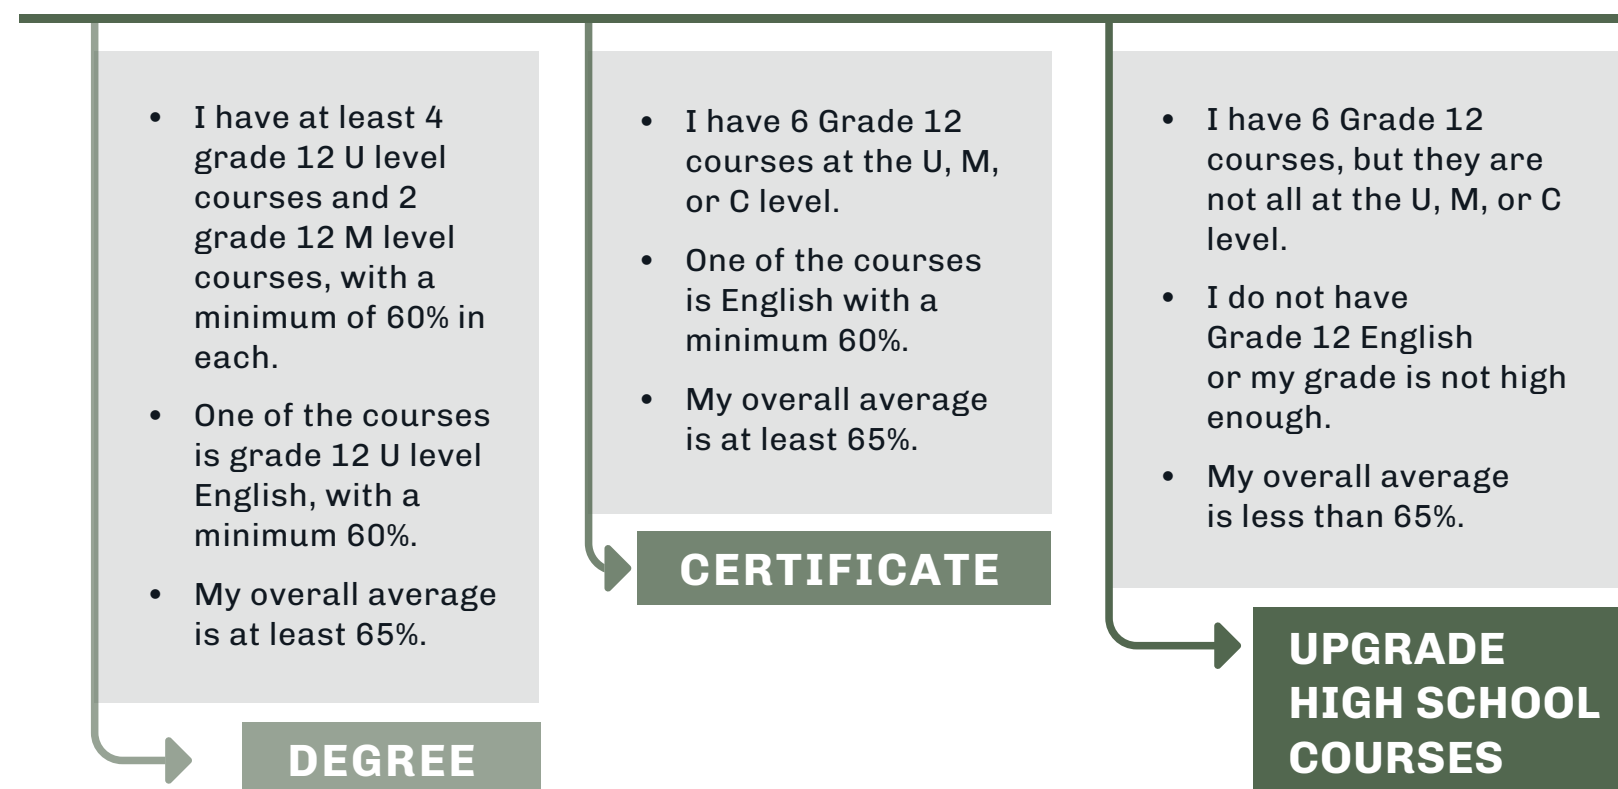 • I have at least 4
grade 12 U level
courses and 2
grade 12 M level
courses, with a
minimum of 60% in
each.
• One of the courses
is grade 12 U level
English, with a
minimum 60%.
• My overall average
is at least 65%.
DEGREE
• I have 6 Grade 12
courses at the U, M,
or C level.
• One of the courses
is English with a
minimum 60%.
• My overall average
is at least 65%.
CERTIFICATE
• I have 6 Grade 12
courses, but they are
not all at the U, M, or C
level.
• I do not have
Grade 12 English
or my grade is not high
enough.
• My overall average
is less than 65%.
UPGRADE
HIGH SCHOOL
COURSES